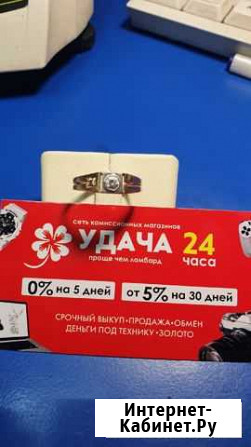 сеть комиссионных магазинов
УДАЧА 24
проще чем ломбард часа
0% на 5 дней от 5% на 30 дней
СРОЧНЫЙ ВЫКУП•ПРОДАЖА•ОБМЕН
ДЕНЬГИ ПОД ТЕХНИКУ•ЗОЛОТО
Интернет-
Кабинет.Ру